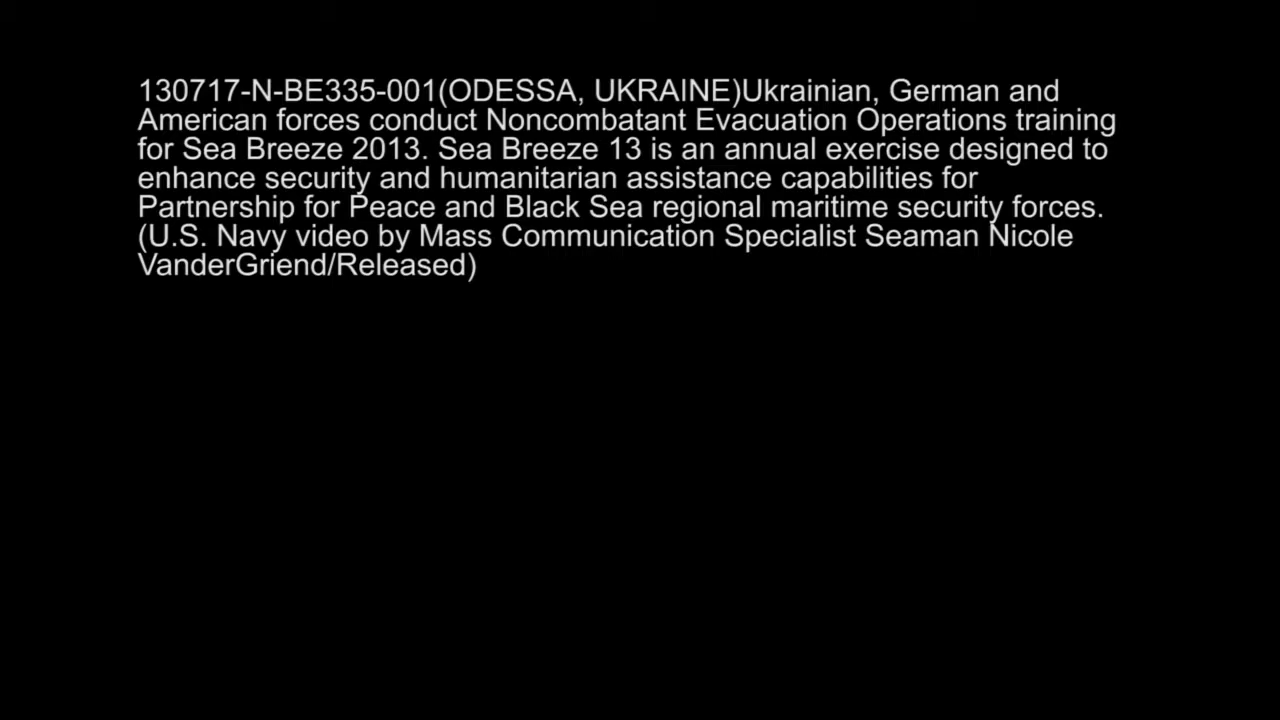 130717-N-BE335-001(ODESSA, UKRAINE)Ukrainian, German and
American forces conduct Noncombatant Evacuation Operations training
for Sea Breeze 2013. Sea Breeze 13 is an annual exercise designed to
enhance security and humanitarian assistance capabilities for
Partnership for Peace and Black Sea regional maritime security forces.
(U.S. Navy video by Mass Communication Specialist Seaman Nicole
VanderGriend/Released)